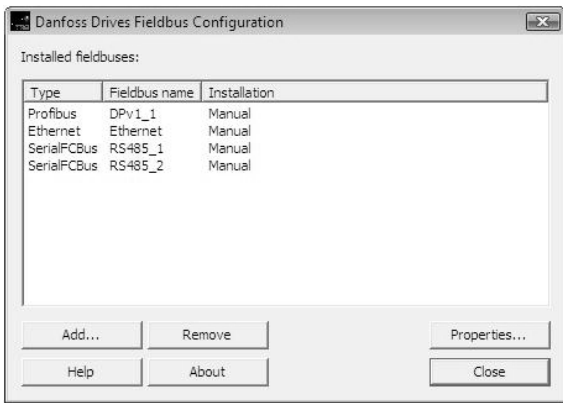 Danfoss Drives Fieldbus Configuration
Installed fieldbuses:
Type Fieldbus name Installation
Profibus DPv1_1 Manual
Ethernet Ethernet Manual
SerialFCBus RS485_1 Manual
SerialFCBus RS485_2 Manual
Add... Remove Properties...
Help About Close